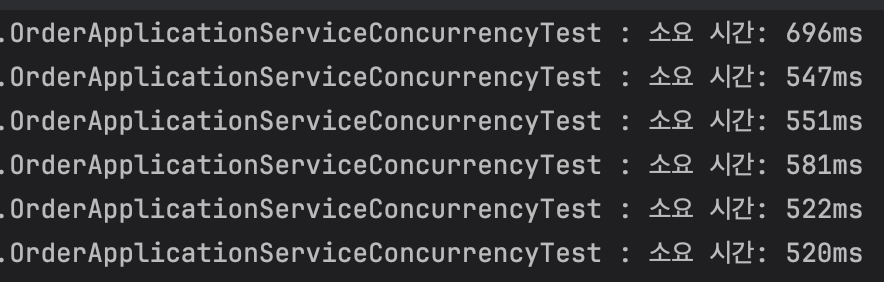 .OrderApplicationServiceConcurrencyTest : 소요 시간: 696ms
.OrderApplicationServiceConcurrencyTest : 소요 시간: 547ms
.OrderApplicationServiceConcurrencyTest : 소요 시간: 551ms
.OrderApplicationServiceConcurrencyTest : 소요 시간: 581ms
.OrderApplicationServiceConcurrencyTest : 소요 시간: 522ms
.OrderApplicationServiceConcurrencyTest : 소요 시간: 520ms